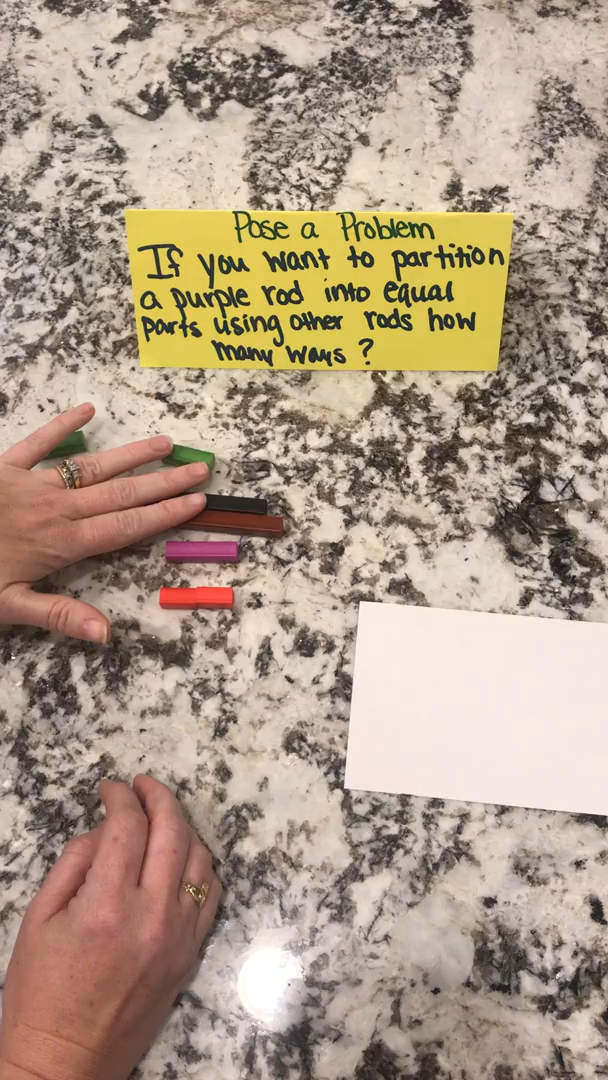 Pose a Problem
If you want to partition
a purple rod into equal
parts using other rods how
many ways ?